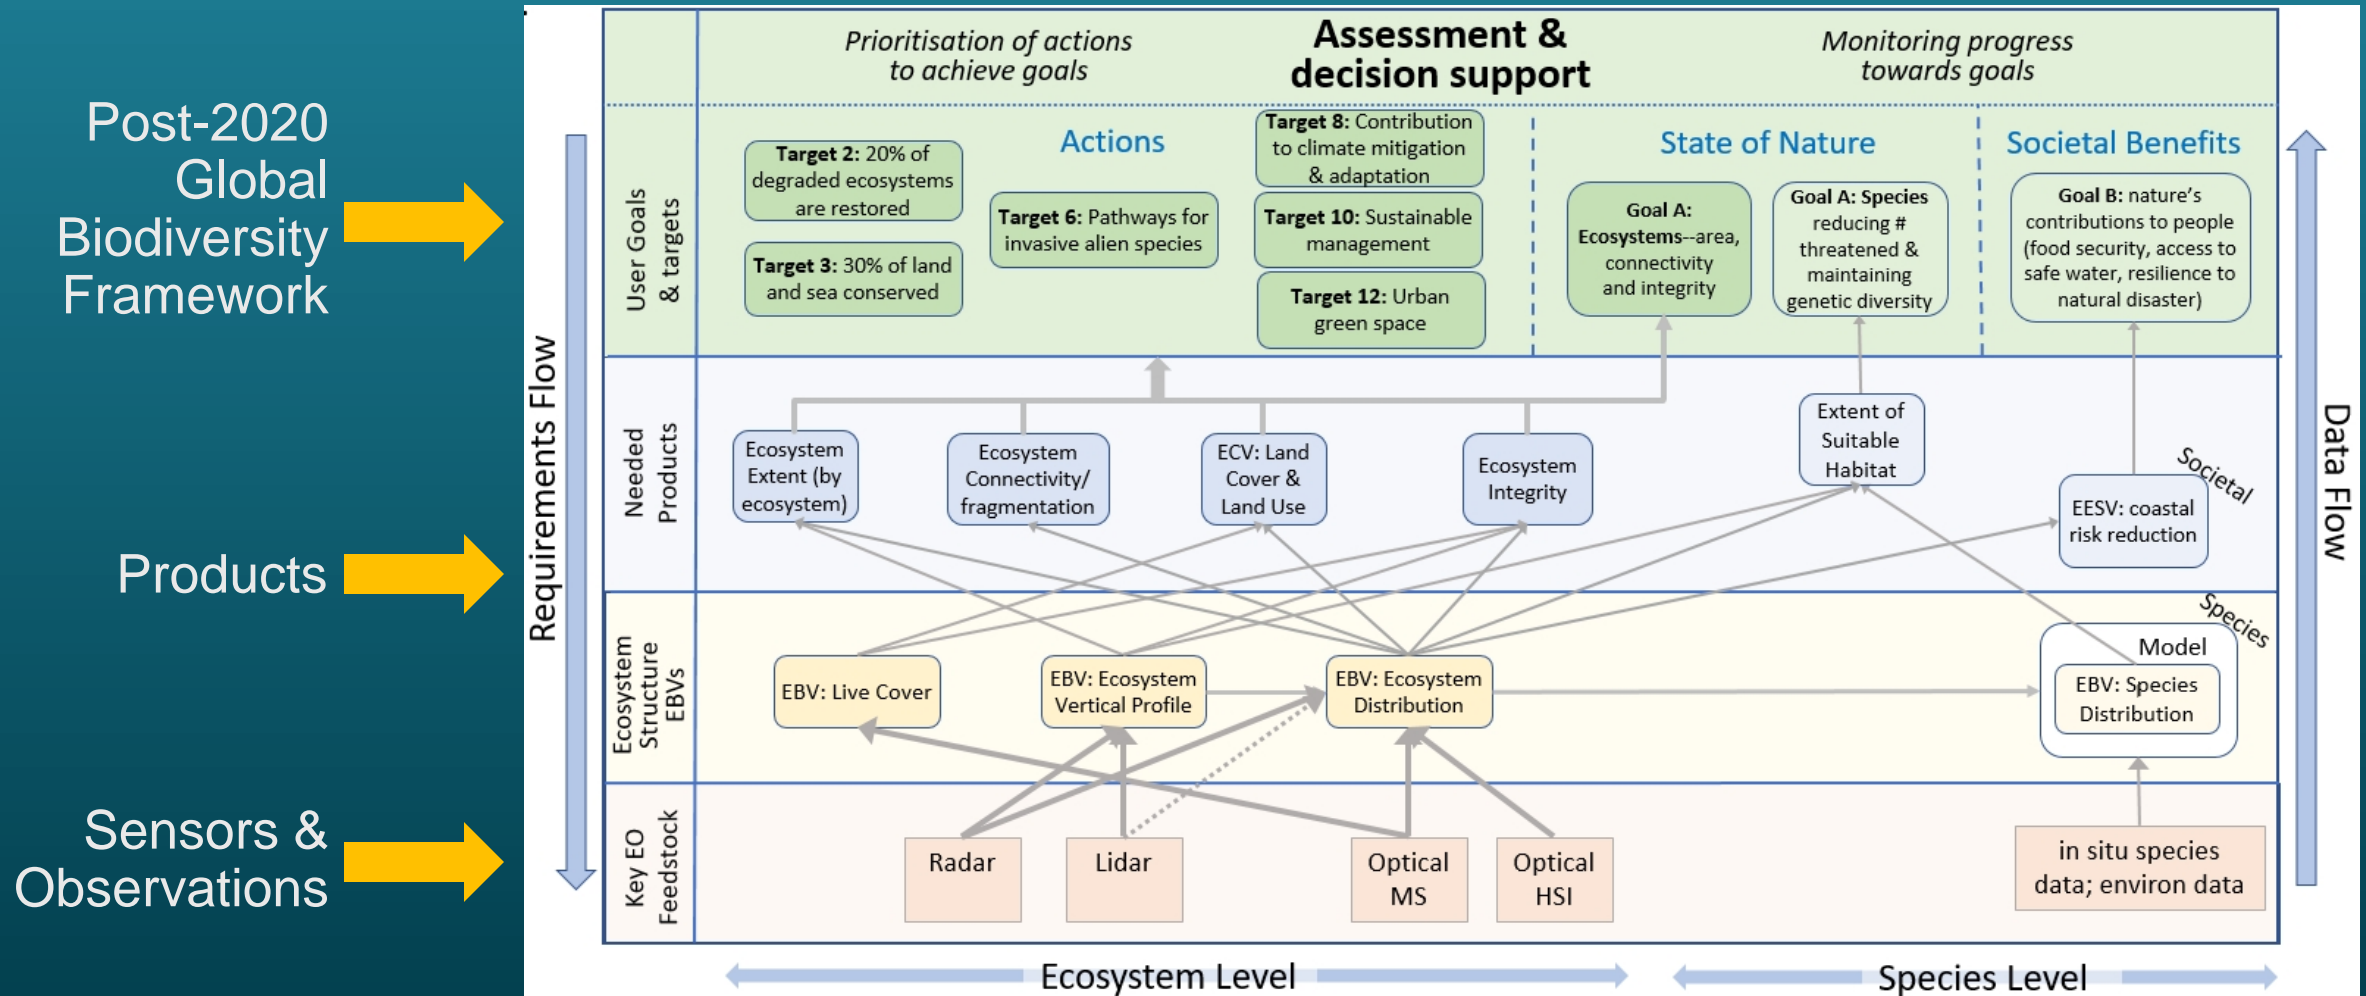 Post-2020
Global
Biodiversity
Framework
Products
Sensors &
Observations
Requirements Flow
Prioritisation of actions
to achieve goals
Assessment &
decision support
Monitoring progress
towards goals
User Goals
& targets
Actions
Target 2: 20% of
degraded ecosystems
are restored
Target 3: 30% of land
and sea conserved
Target 6: Pathways for
invasive alien species
Target 8: Contribution
to climate mitigation
& adaptation
Target 10: Sustainable
management
Target 12: Urban
green space
State of Nature
Goal A:
Ecosystems--area,
connectivity
and integrity
Goal A: Species
reducing #
threatened &
maintaining
genetic diversity
Societal Benefits
Goal B: nature's
contributions to people
(food security, access to
safe water, resilience to
natural disaster)
Needed
Products
Ecosystem
Extent (by
ecosystem)
Ecosystem
Connectivity/
fragmentation
ECV: Land
Cover &
Land Use
Ecosystem
Integrity
Extent of
Suitable
Habitat
EESV: coastal
risk reduction
Societal
Ecosystem
Structure
EBVs
EBV: Live Cover
EBV: Ecosystem
Vertical Profile
EBV: Ecosystem
Distribution
Species
Model
EBV: Species
Distribution
Key EO
Feedstock
Radar
Lidar
Optical
MS
Optical
HSI
in situ species
data; environ data
Data Flow
Ecosystem Level
Species Level